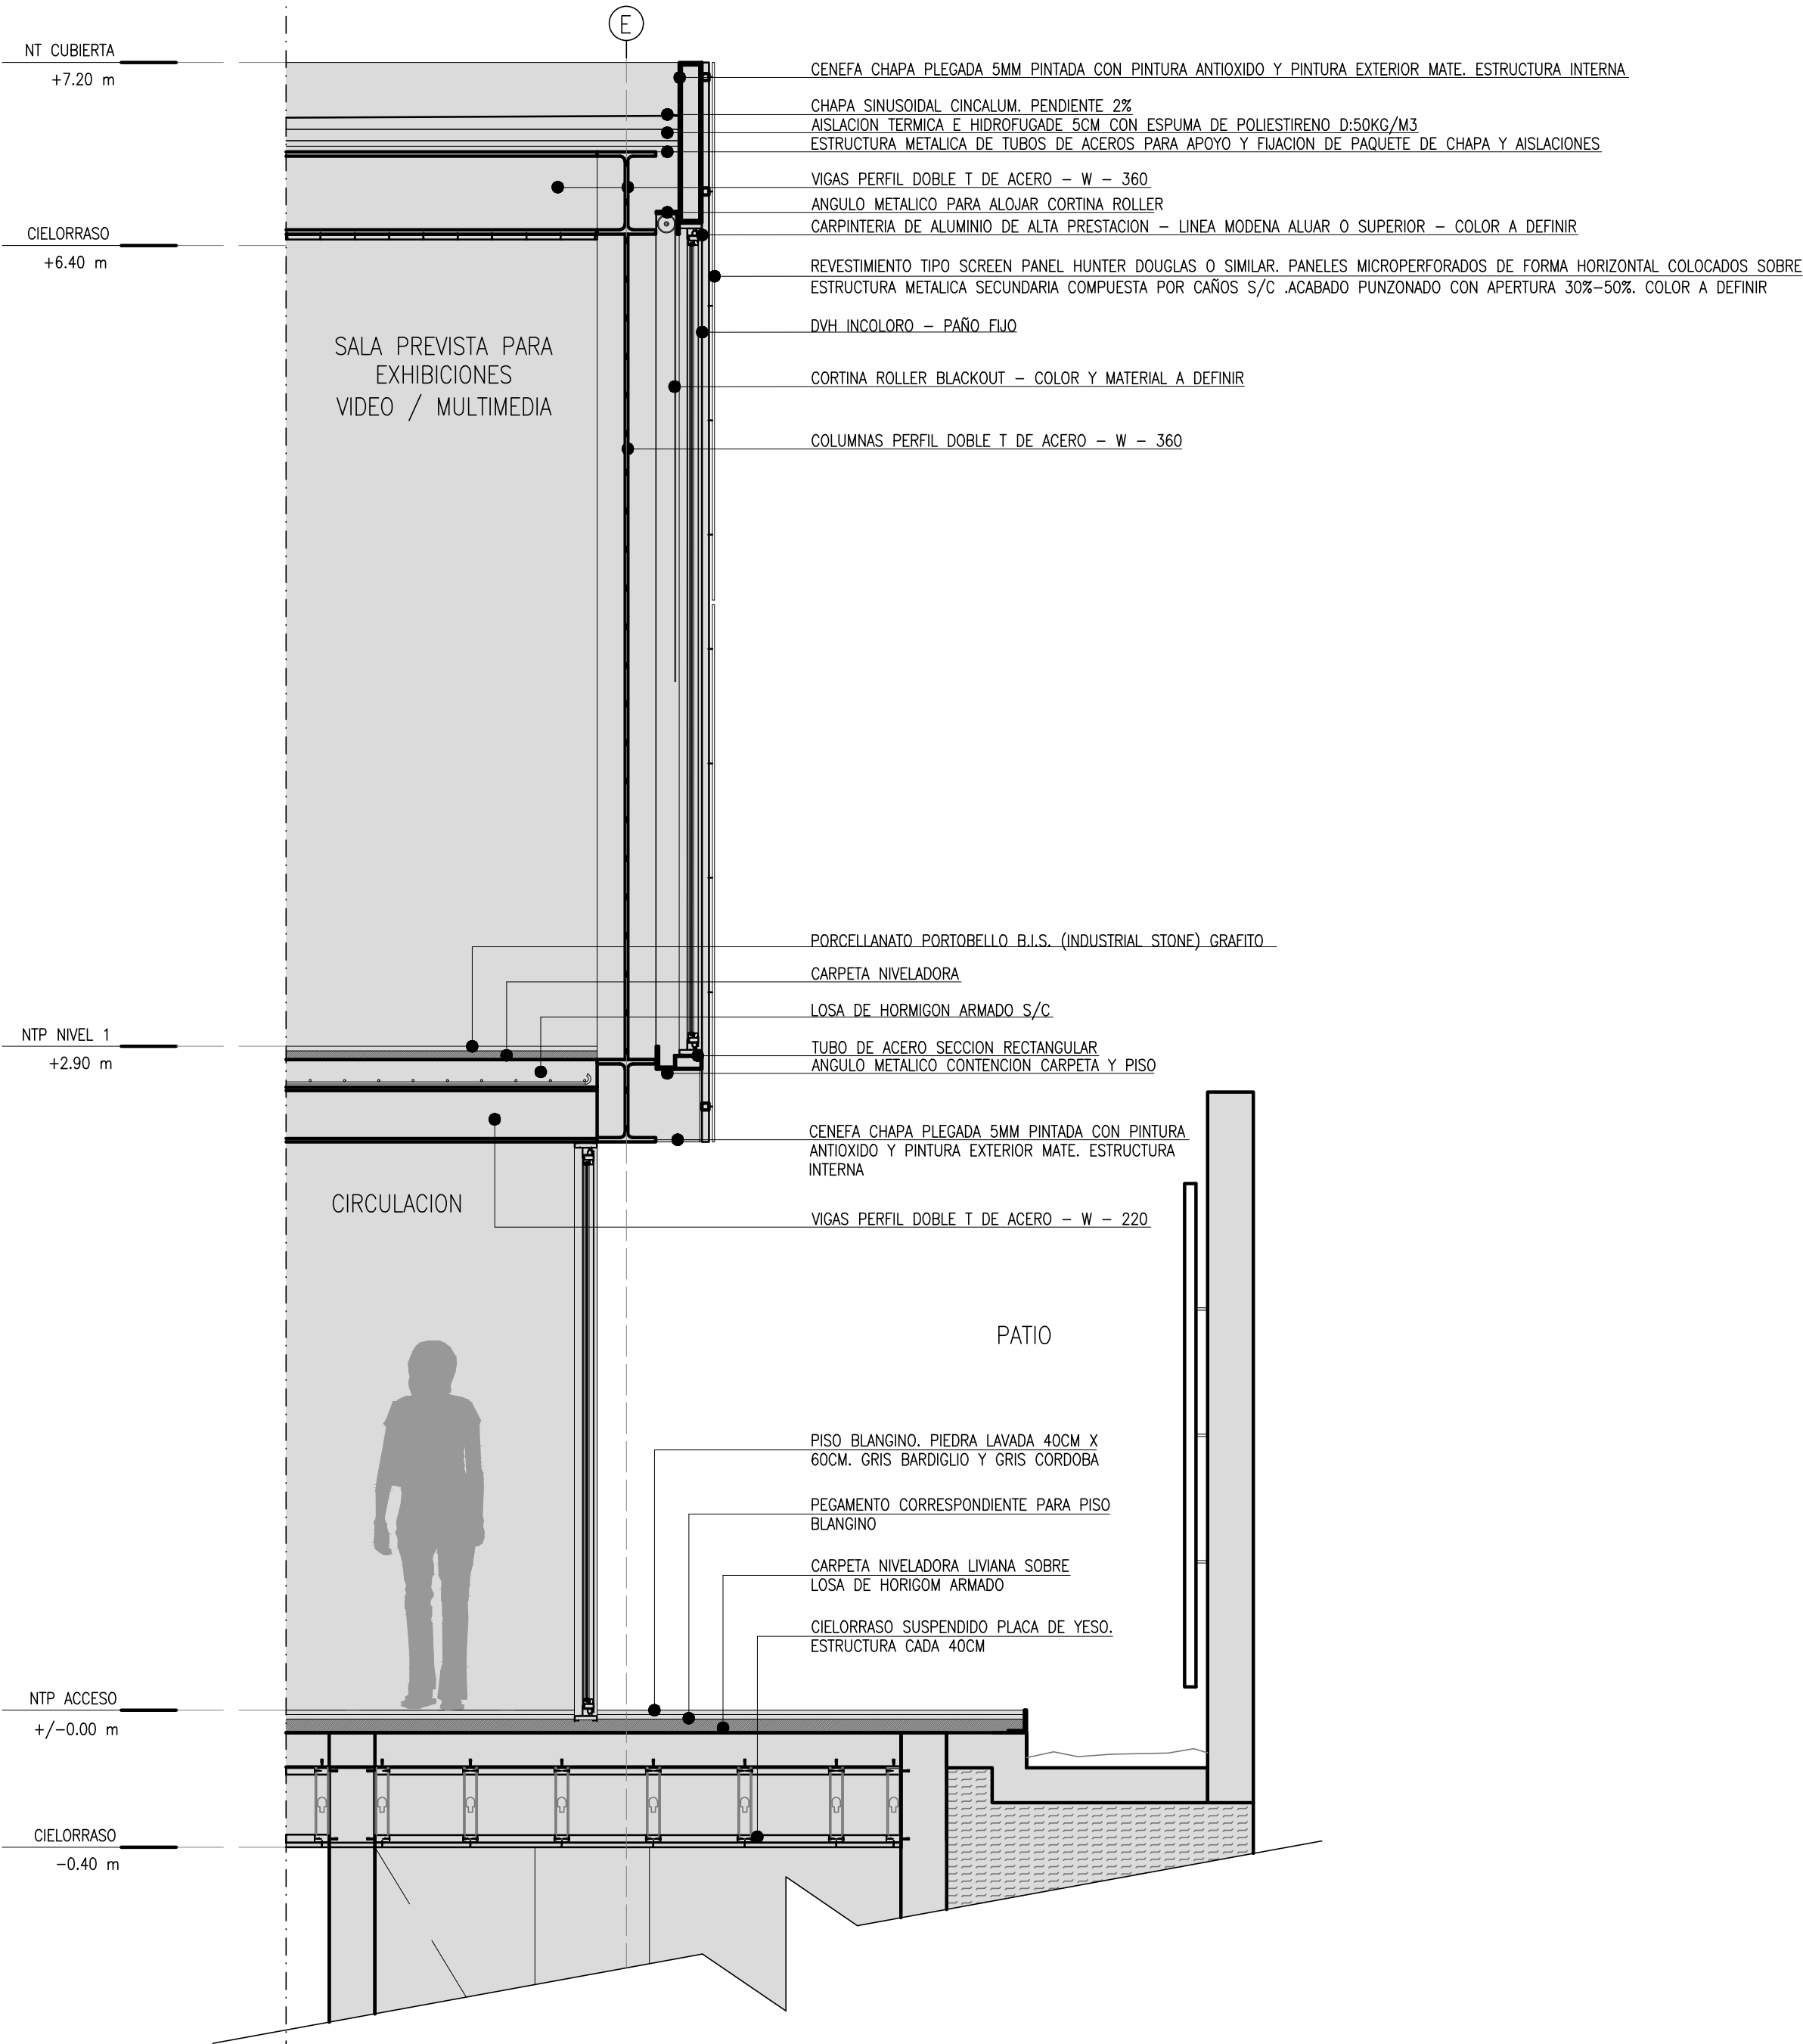 E
NT CUBIERTA
+7.20 m
CENEFA CHAPA PLEGADA 5MM PINTADA CON PINTURA ANTIOXIDO Y PINTURA EXTERIOR MATE. ESTRUCTURA INTERNA
CHAPA SINUSOIDAL CINCALUM. PENDIENTE 2%
AISLACION TERMICA E HIDROFUGADE 5CM CON ESPUMA DE POLIESTIRENO D:50KG/M3
ESTRUCTURA METALICA DE TUBOS DE ACEROS PARA APOYO Y FIJACION DE PAQUETE DE CHAPA Y AISLACIONES
VIGAS PERFIL DOBLE T DE ACERO – W – 360
ANGULO METALICO PARA ALOJAR CORTINA ROLLER
CARPINTERIA DE ALUMINIO DE ALTA PRESTACION – LINEA MODENA ALUAR O SUPERIOR – COLOR A DEFINIR
CIELORRASO
+6.40 m
REVESTIMIENTO TIPO SCREEN PANEL HUNTER DOUGLAS O SIMILAR. PANELES MICROPERFORADOS DE FORMA HORIZONTAL COLOCADOS SOBRE
ESTRUCTURA METALICA SECUNDARIA COMPUESTA POR CAÑOS S/C .ACABADO PUNZONADO CON APERTURA 30%–50%. COLOR A DEFINIR
DVH INCOLORO – PAÑO FIJO
SALA PREVISTA PARA
EXHIBICIONES
VIDEO / MULTIMEDIA
CORTINA ROLLER BLACKOUT – COLOR Y MATERIAL A DEFINIR
COLUMNAS PERFIL DOBLE T DE ACERO – W – 360
PORCELLANATO PORTOBELLO B.I.S. (INDUSTRIAL STONE) GRAFITO
CARPETA NIVELADORA
LOSA DE HORMIGON ARMADO S/C
NTP NIVEL 1
+2.90 m
TUBO DE ACERO SECCION RECTANGULAR
ANGULO METALICO CONTENCION CARPETA Y PISO
CENEFA CHAPA PLEGADA 5MM PINTADA CON PINTURA
ANTIOXIDO Y PINTURA EXTERIOR MATE. ESTRUCTURA
INTERNA
CIRCULACION
VIGAS PERFIL DOBLE T DE ACERO – W – 220
PATIO
PISO BLANGINO. PIEDRA LAVADA 40CM X
60CM. GRIS BARDIGLIO Y GRIS CORDOBA
PEGAMENTO CORRESPONDIENTE PARA PISO
BLANGINO
CARPETA NIVELADORA LIVIANA SOBRE
LOSA DE HORIGOM ARMADO
CIELORRASO SUSPENDIDO PLACA DE YESO.
ESTRUCTURA CADA 40CM
NTP ACCESO
+/–0.00 m
CIELORRASO
–0.40 m